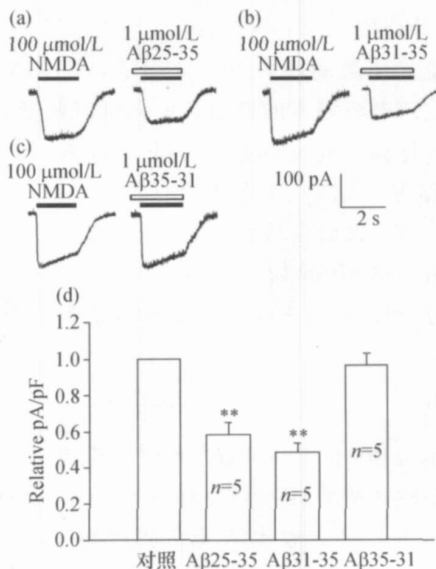 (a)
100 μmol/L
NMDA
1 μmol/L
Aβ25-35
(b)
100 μmol/L
NMDA
1 μmol/L
Aβ31-35
(c)
100 μmol/L
NMDA
1 μmol/L
Aβ35-31
100 pA
2 s
(d)
Relative pA/pF
1.2
1.0
0.8
0.6
0.4
0.2
0.0
**
n=5
**
n=5
n=5
对照 Aβ25-35 Aβ31-35 Aβ35-31